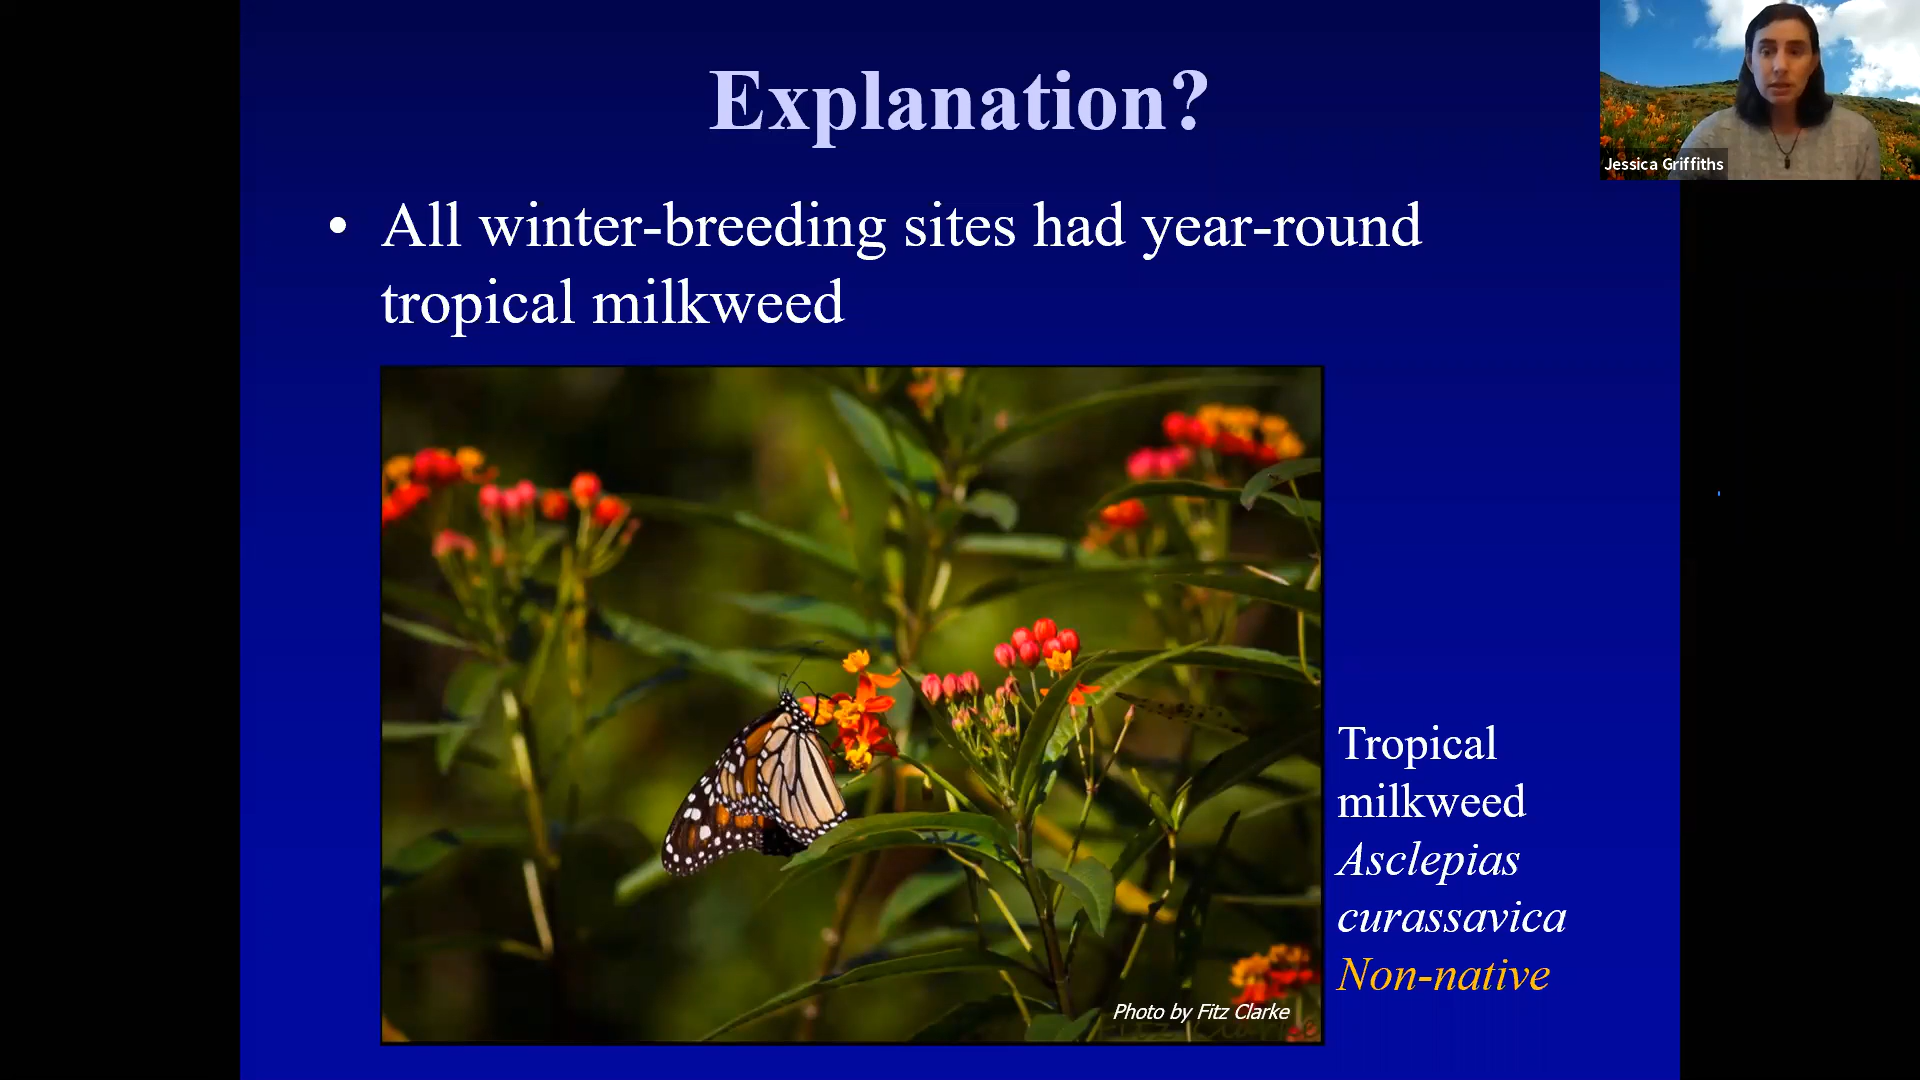 Explanation?
Jessica Griffiths
• All winter-breeding sites had year-round
tropical milkweed
Tropical
milkweed
Asclepias
curassavica
Non-native
Photo by Fitz Clarke